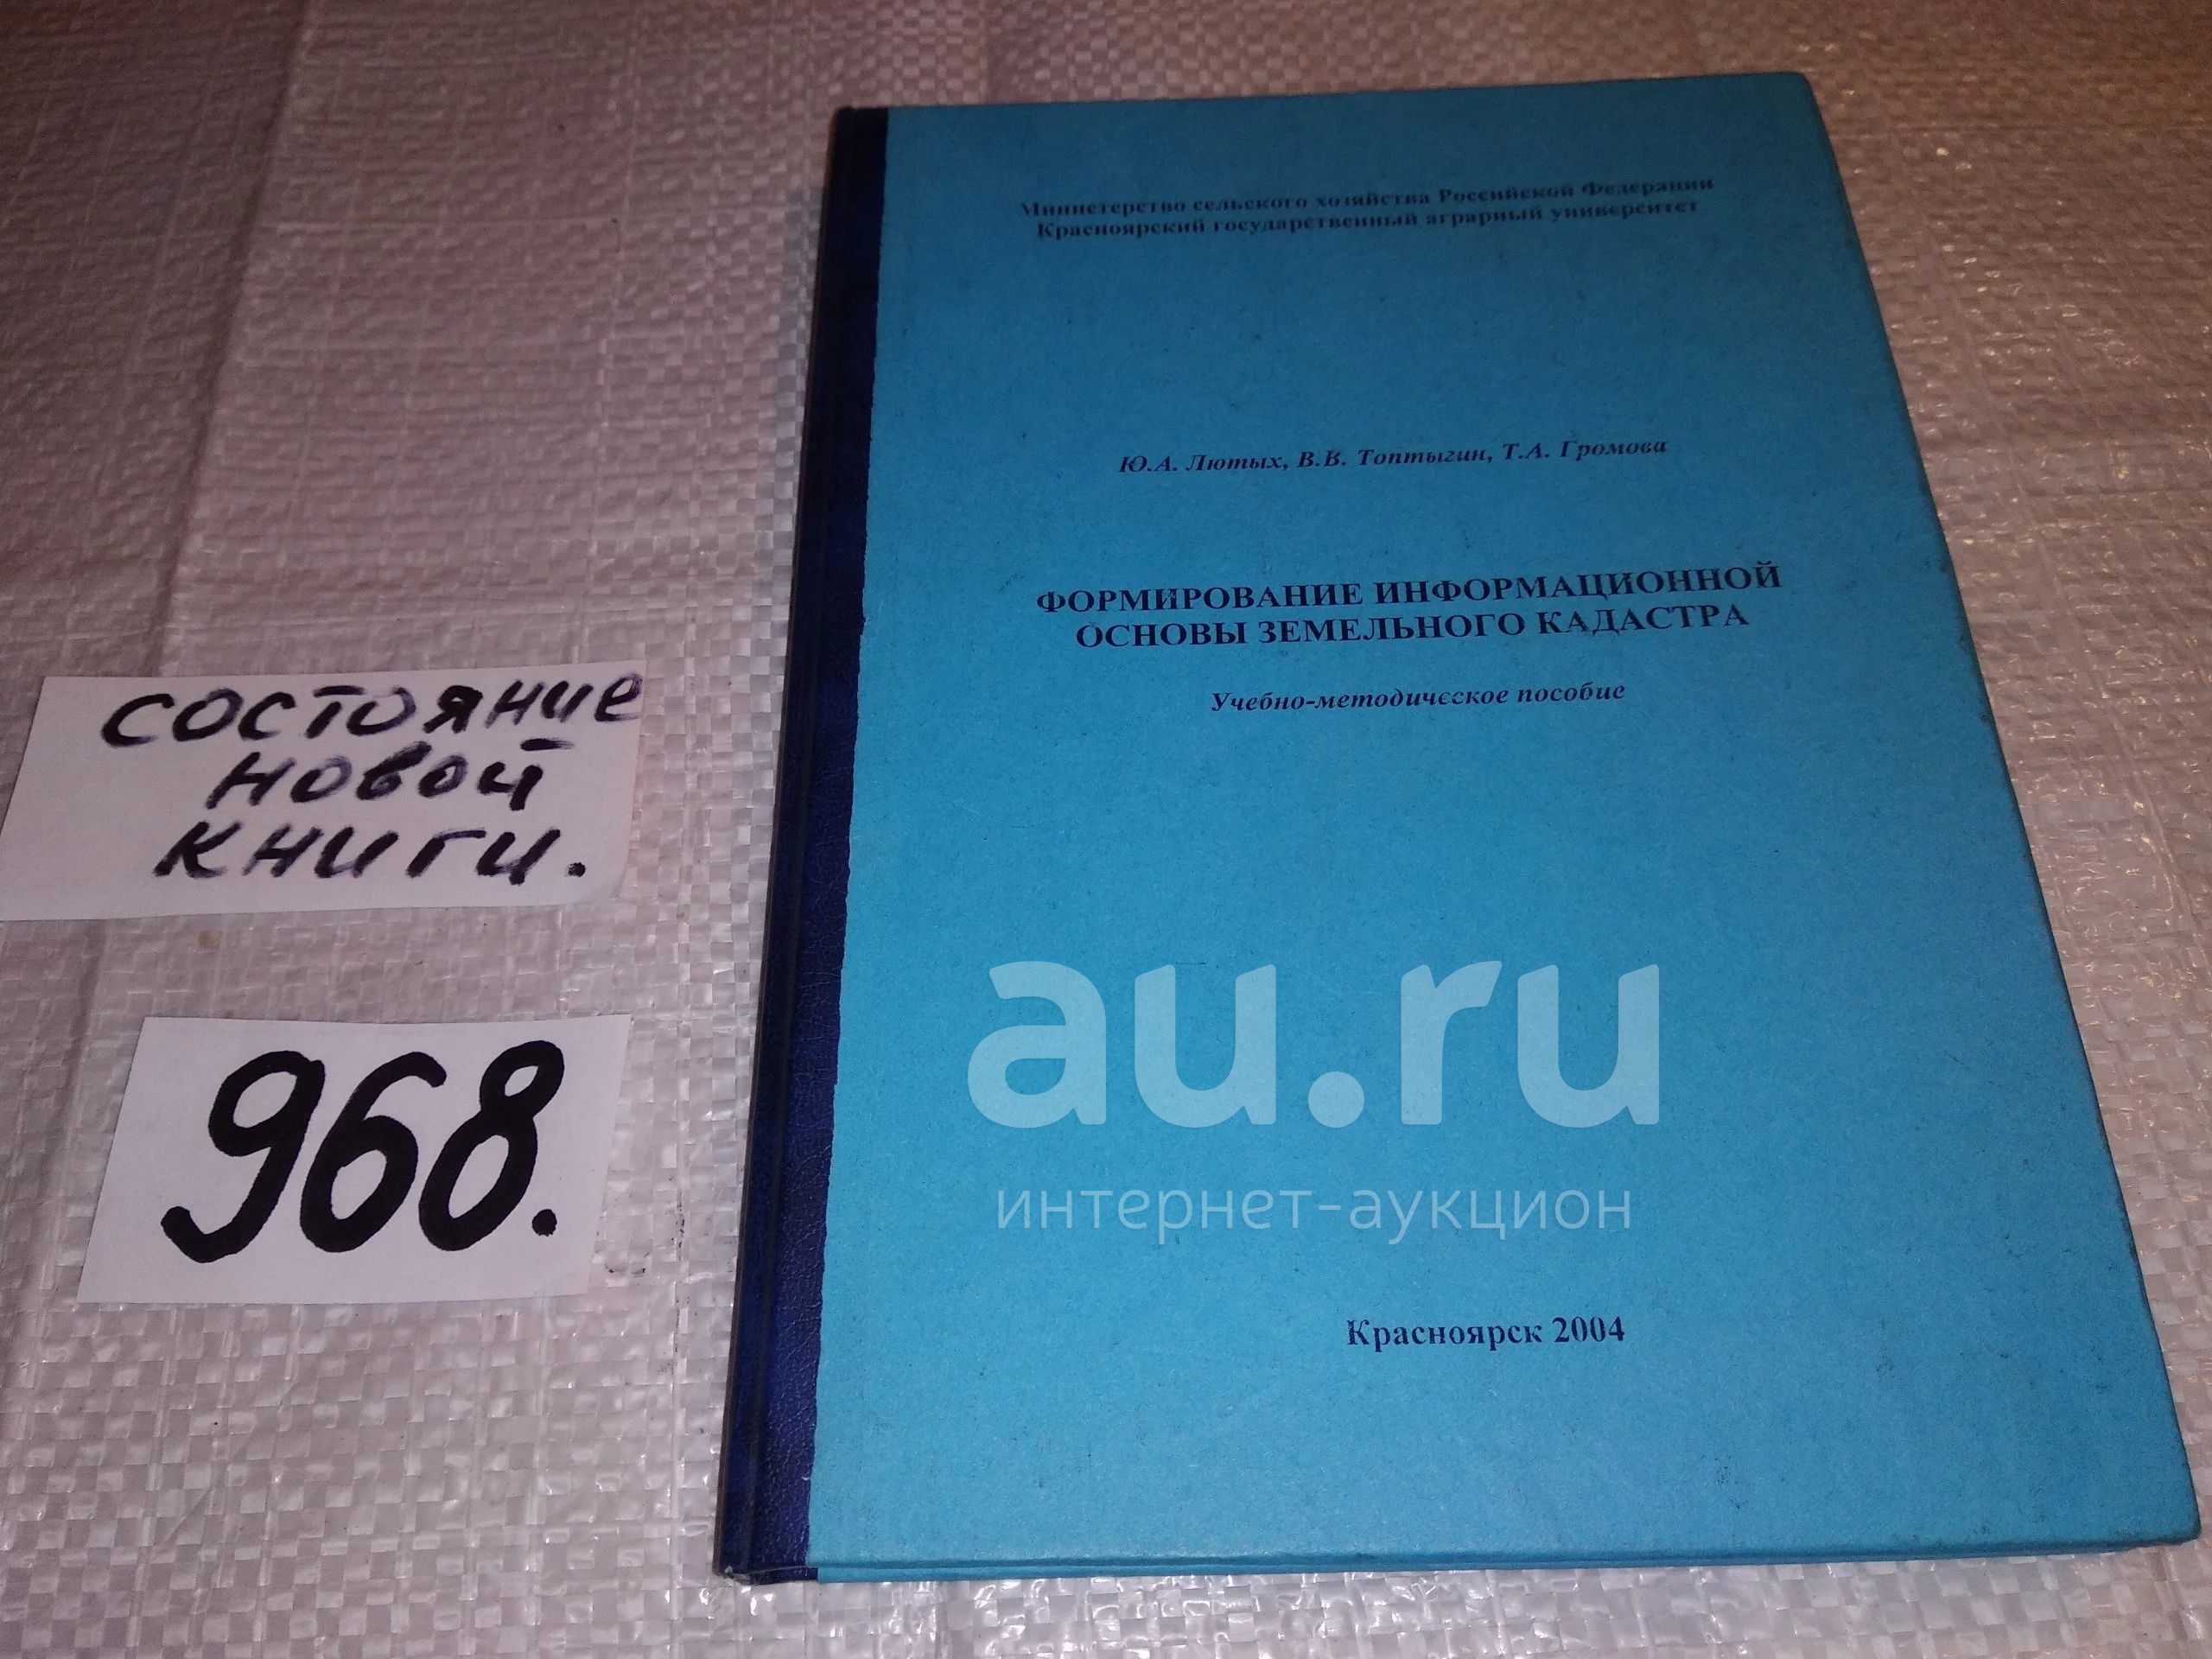 Министерство сельского хозяйства Российской Федерации
Красноярский государственный аграрный университет
Ю.А. Лютых, В.В. Топтыгин, Т.А. Громова
ФОРМИРОВАНИЕ ИНФОРМАЦИОННОЙ
ОСНОВЫ ЗЕМЕЛЬНОГО КАДАСТРА
Учебно-методическое пособие
состояние
новой
книги.
968.
au.ru
интернет-аукцион
Красноярск 2004